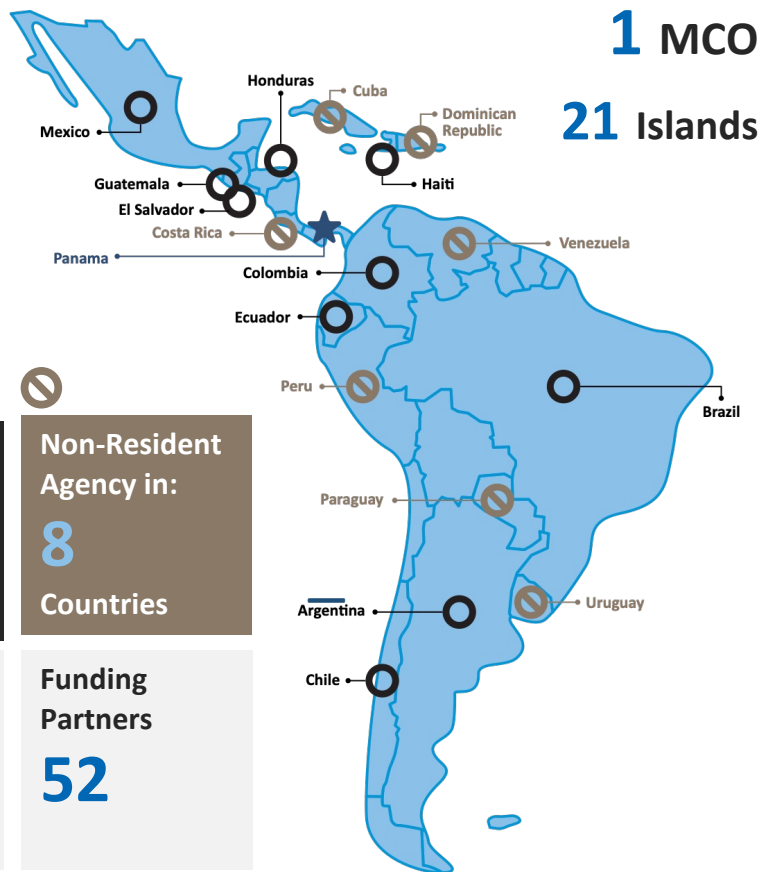 1 MCO
21 Islands
Honduras
Cuba
Dominican
Republic
Mexico
Haiti
Guatemala
El Salvador
Costa Rica
Panama
Venezuela
Colombia
Ecuador
Peru
Brazil
Non-Resident
Agency in:
8
Countries
Paraguay
Argentina
Uruguay
Chile
Funding
Partners
52